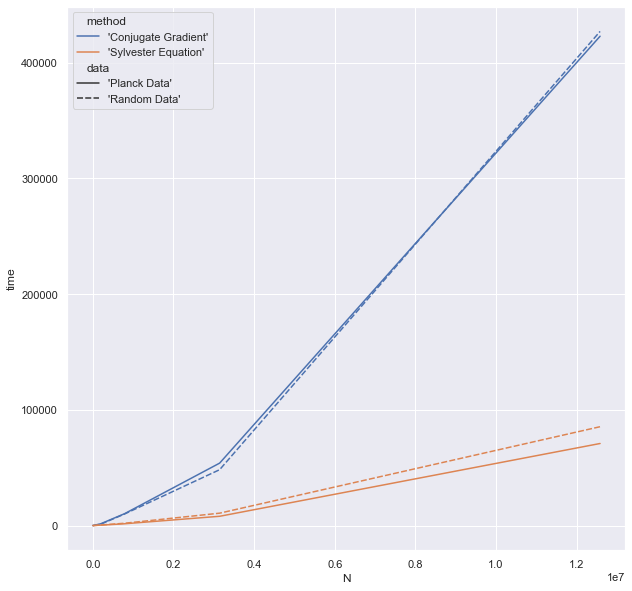 method
'Conjugate Gradient'
'Sylvester Equation'
data
'Planck Data'
'Random Data'
400000
300000
200000
100000
0
time
0.0 0.2 0.4 0.6 0.8 1.0 1.2
1e7
N